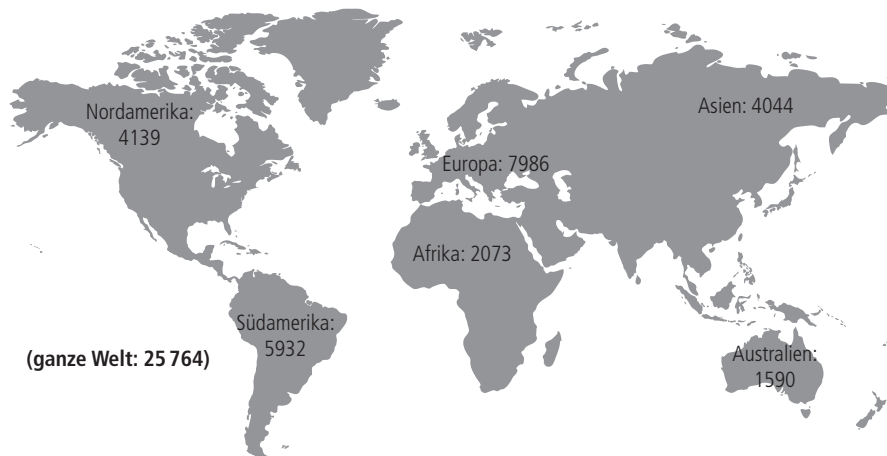 Nordamerika:
4139
Asien: 4044
Europa: 7986
Afrika: 2073
Südamerika:
5932
(ganze Welt: 25 764)
Australien:
1590